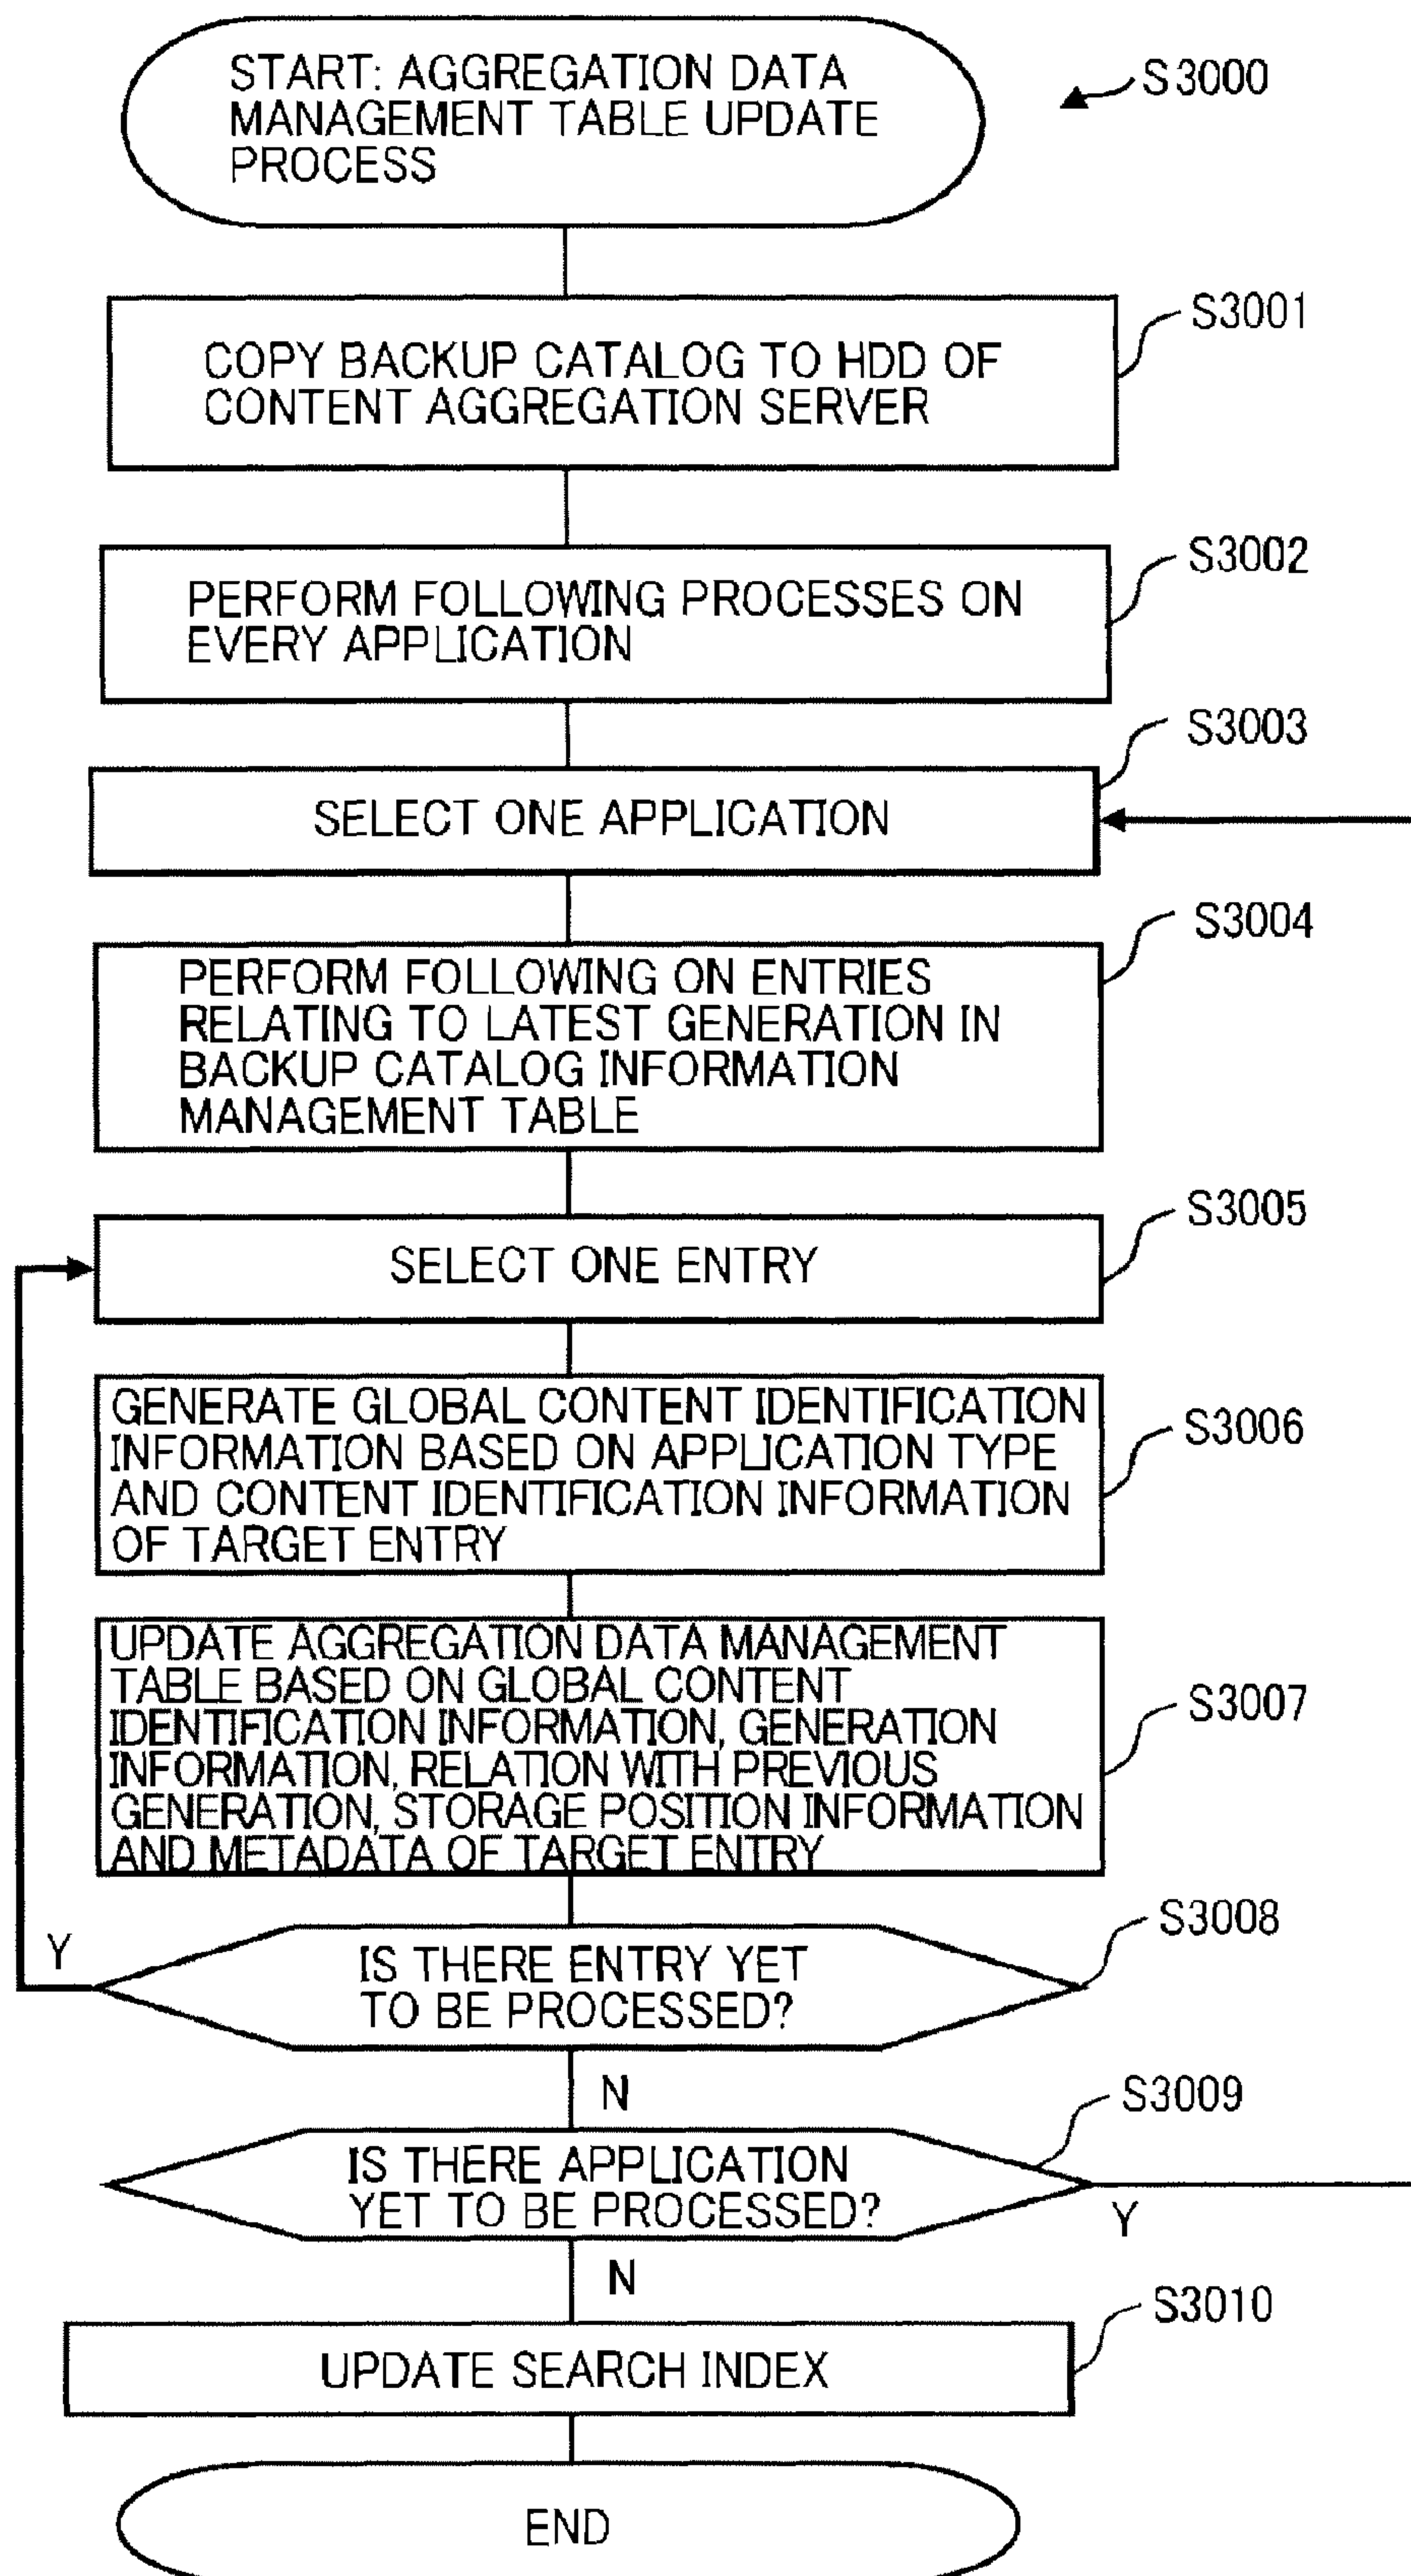 START: AGGREGATION DATA
MANAGEMENT TABLE UPDATE
PROCESS
S3000
S3001
COPY BACKUP CATALOG TO HDD OF
CONTENT AGGREGATION SERVER
S3002
PERFORM FOLLOWING PROCESSES ON
EVERY APPLICATION
S3003
SELECT ONE APPLICATION
S3004
PERFORM FOLLOWING ON ENTRIES
RELATING TO LATEST GENERATION IN
BACKUP CATALOG INFORMATION
MANAGEMENT TABLE
S3005
SELECT ONE ENTRY
GENERATE GLOBAL CONTENT IDENTIFICATION
INFORMATION BASED ON APPLICATION TYPE
AND CONTENT IDENTIFICATION INFORMATION
OF TARGET ENTRY
S3006
UPDATE AGGREGATION DATA MANAGEMENT
TABLE BASED ON GLOBAL CONTENT
IDENTIFICATION INFORMATION, GENERATION
INFORMATION, RELATION WITH PREVIOUS
GENERATION, STORAGE POSITION INFORMATION
AND METADATA OF TARGET ENTRY
S3007
S3008
Y
IS THERE ENTRY YET
TO BE PROCESSED?
N
S3009
IS THERE APPLICATION
YET TO BE PROCESSED?
Y
N
S3010
UPDATE SEARCH INDEX
END